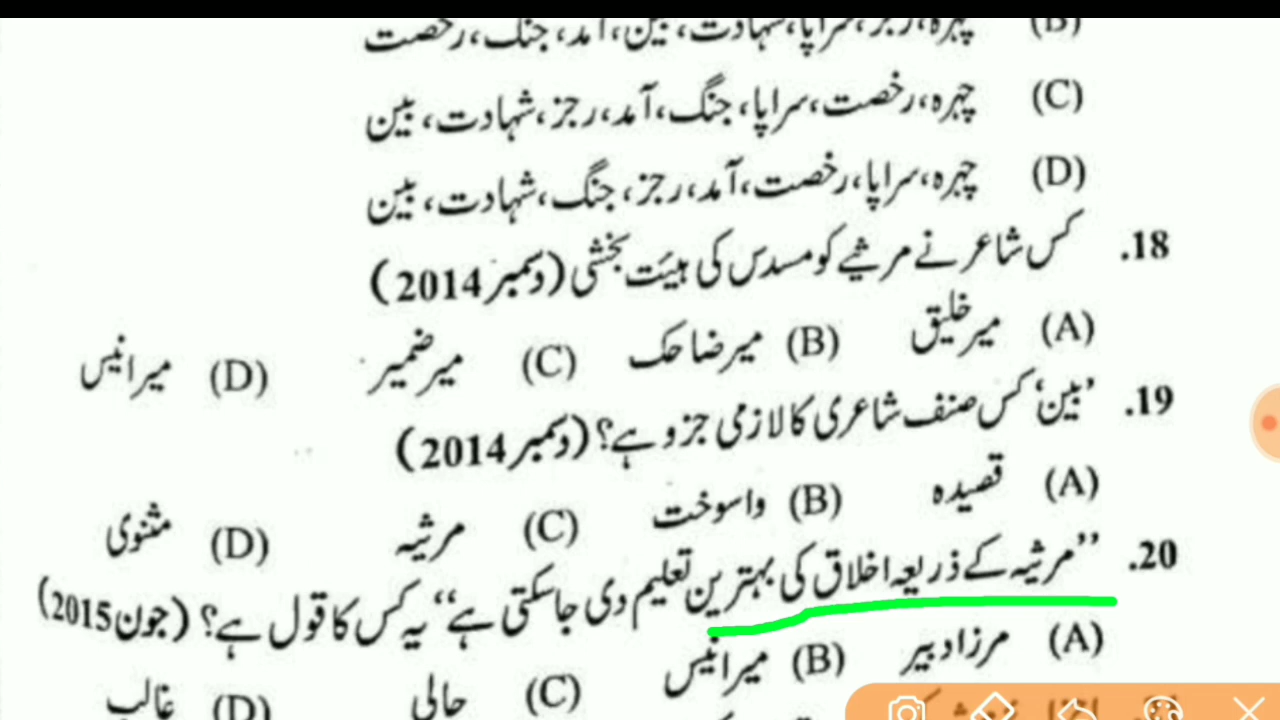 (B) چہرہ، رجز، سراپا، شہادت، بین، آمد، جنگ، رخصت
(C) چہرہ، رخصت، سراپا، جنگ، آمد، رجز، شہادت، بین
(D) چہرہ، سراپا، رخصت، آمد، رجز، جنگ، شہادت، بین
18. کس شاعر نے مرثیے کو مسدس کی ہیئت بخشی (دسمبر 2014)
(A) میر خلیق (B) میر ضاحک (C) میر ضمیر (D) میر انیس
19. ’بین‘ کس صنف شاعری کا لازمی جزو ہے؟ (دسمبر 2014)
(A) قصیدہ (B) واسوخت (C) مرثیہ (D) مثنوی
20. ’’مرثیہ کے ذریعہ اخلاق کی بہترین تعلیم دی جاسکتی ہے‘‘ یہ کس کا قول ہے؟ (جون 2015)
(A) مرزا دبیر (B) میر انیس (C) حالی (D) غالب